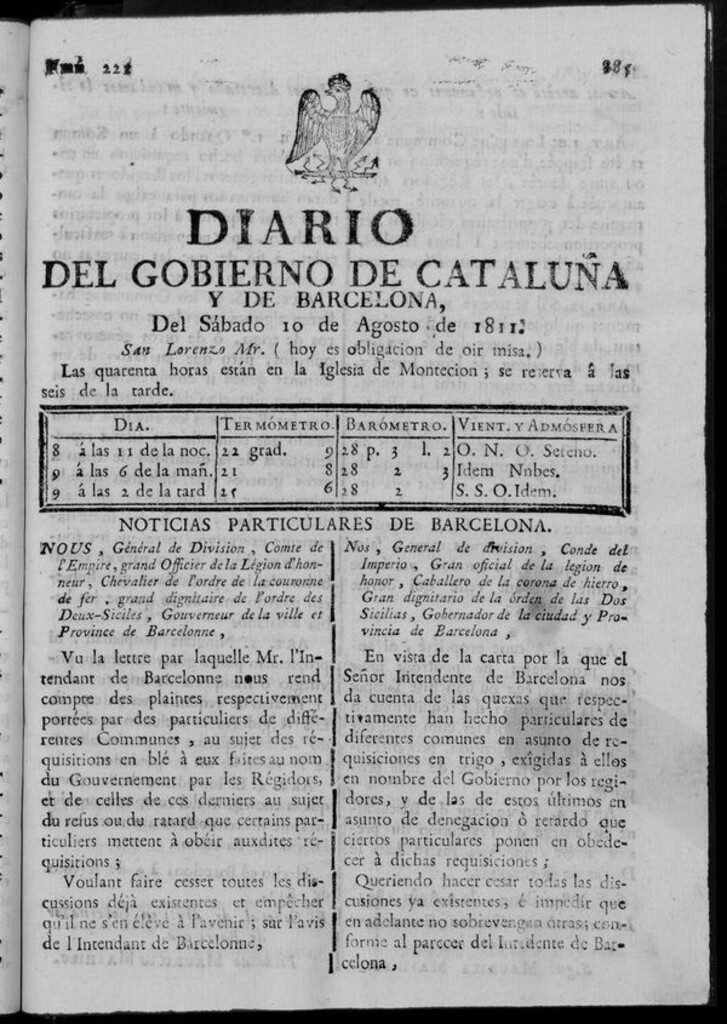 Num. 222
DIARIO
DEL GOBIERNO DE CATALUÑA
Y DE BARCELONA,
Del Sábado 10 de Agosto de 1811.
San Lorenzo Mr. ( hoy es obligacion de oir misa. )
Las quarenta horas están en la Iglesia de Montecion ; se reserva á las
seis de la tarde.
DIA. TERMÓMETRO. BARÓMETRO. VIENT. Y ADMÓSFERA
8 á las 11 de la noc. 22 grad. 9 28 p. 3 l. 2 O. N. O. Sereno.
9 á las 6 de la mañ. 21 8 28 2 3 Idem Nubes.
9 á las 2 de la tard 25 6 28 2 S. S. O. Idem.
NOTICIAS PARTICULARES DE BARCELONA.
NOUS , Général de Division , Comte de
l'Empire, grand Officier de la Légion d'hon-
neur, Chevalier de l'ordre de la couronne
de fer , grand dignitaire de l'ordre des
Deux-Siciles , Gouverneur de la ville et
Province de Barcelonne ,
Vu la lettre par laquelle Mr. l'In-
tendant de Barcelonne nous rend
compte des plaintes respectivement
portées par des particuliers de diffé-
rentes Communes , au sujet des ré-
quisitions en blé à eux faites au nom
du Gouvernement par les Régidors,
et de celles de ces derniers au sujet
du refus ou du retard que certains par-
ticuliers mettent à obéir auxdites ré-
quisitions ;
Voulant faire cesser toutes les dis-
cussions déjà existentes et empêcher
qu'il ne s'en élève à l'avenir ; sur l'avis
de l'Intendant de Barcelonne,
Nos , General de division , Conde del
Imperio , Gran oficial de la legion de
honor , Caballero de la corona de hierro,
Gran dignitario de la órden de las Dos
Sicilias , Gobernador de la ciudad y Pro-
vincia de Barcelona ,
En vista de la carta por la que el
Señor Intendente de Barcelona nos
da cuenta de las quexas que respec-
tivamente han hecho particulares de
diferentes comunes en asunto de re-
quisiciones en trigo , exîgidas à ellos
en nombre del Gobierno por los regi-
dores, y de las de estos últimos en
asunto de denegacion ò retardo que
ciertos particulares ponen en obede-
cer à dichas requisiciones ;
Queriendo hacer cesar todas las dis-
cusiones ya existentes, é impedir que
en adelante no sobrevengan otras ; con-
forme al parecer del Intendente de Bar-
celona ,